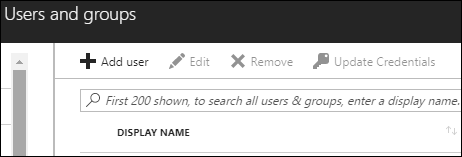 Users and groups
Add user Edit Remove Update Credentials
First 200 shown, to search all users & groups, enter a display name.
DISPLAY NAME